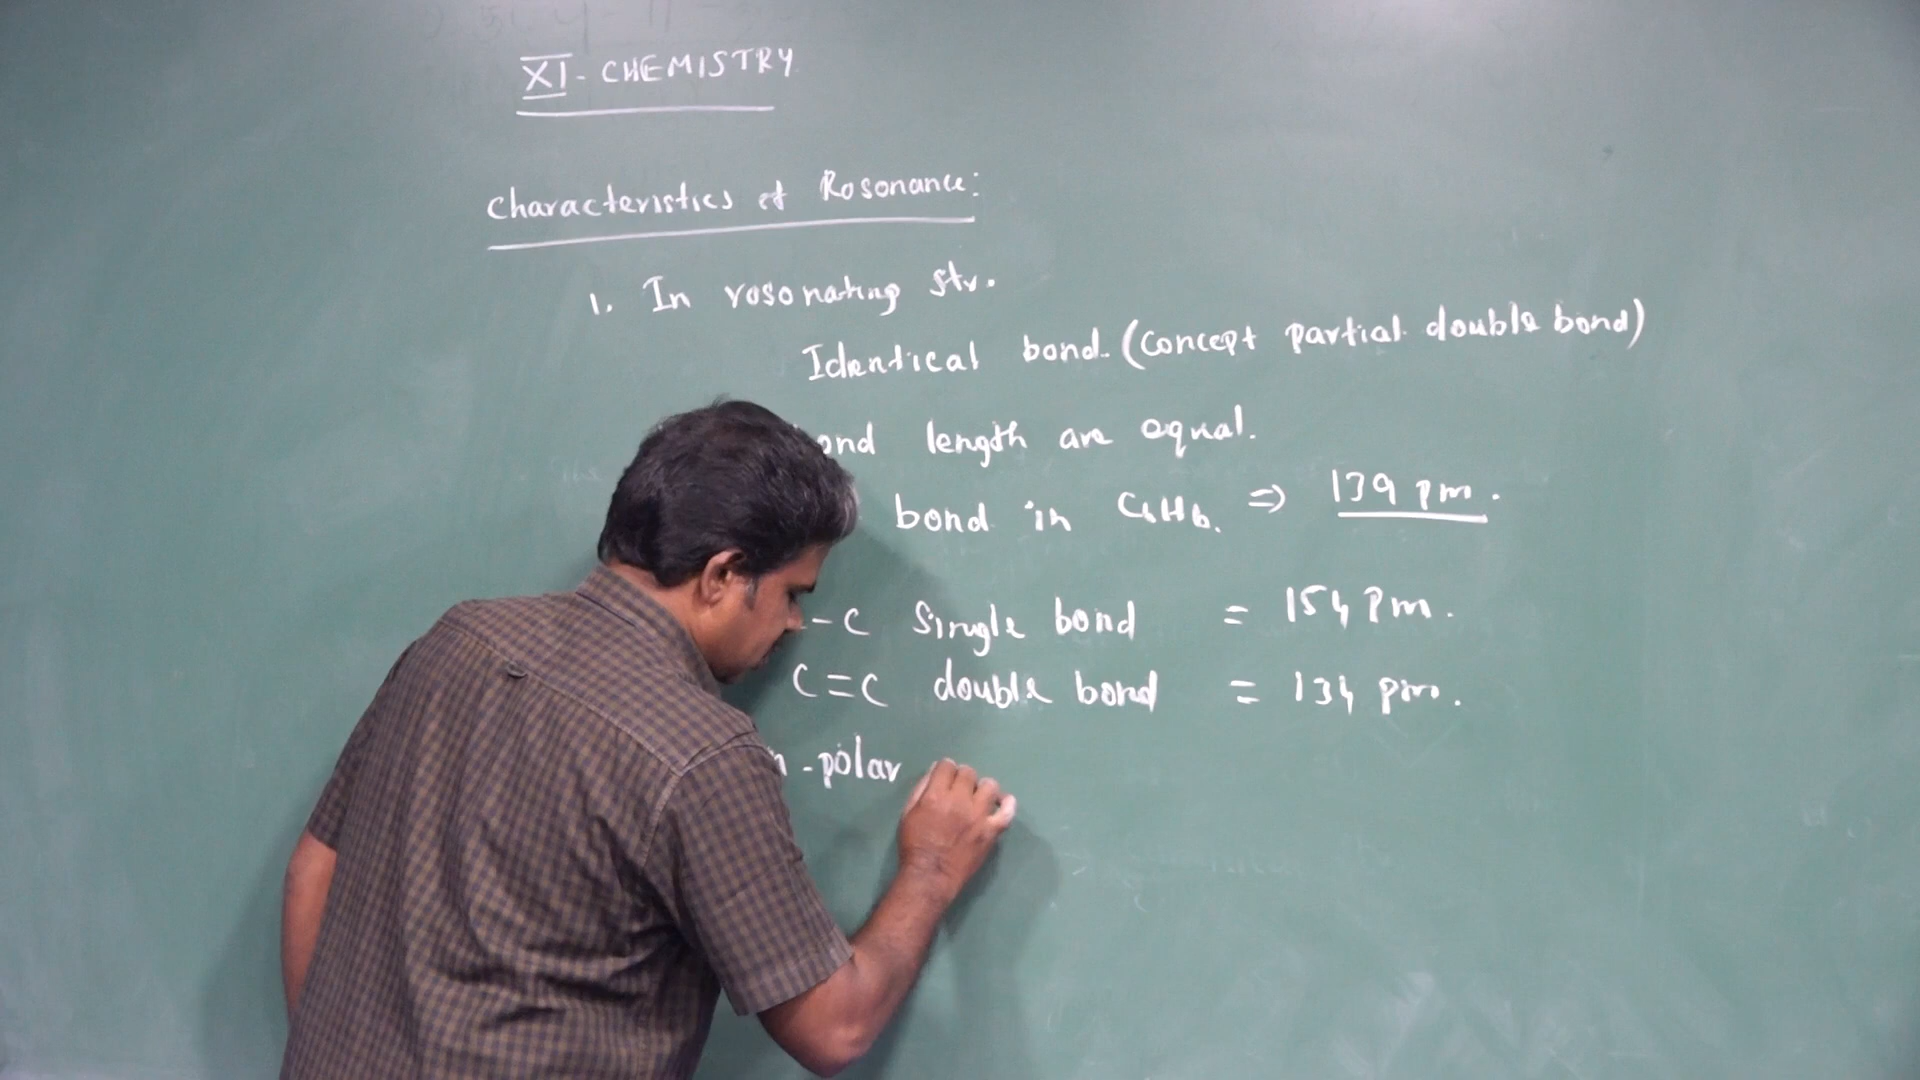 XI - CHEMISTRY
Characteristics of Rosonance:
1. In rosonating str.
Identical bond. (concept partial double bond)
ond length are equal.
bond in C6H6. ⇒ 139 pm.
-C Single bond = 154 Pm.
C=C double bond = 134 pm.
n-polar